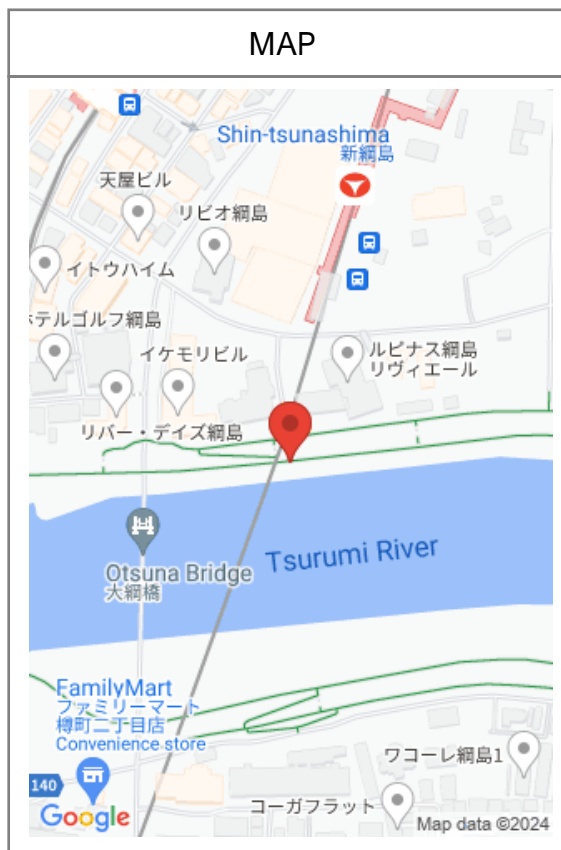 MAP
Shin-tsunashima
新綱島
天屋ビル
リビオ綱島
イトウハイム
ホテルゴルフ綱島
イケモリビル
ルピナス綱島
リヴィエール
リバー・デイズ綱島
Tsurumi River
Otsuna Bridge
大綱橋
FamilyMart
ファミリーマート
樽町二丁目店
Convenience store
ワコーレ綱島1
140
コーガフラット
Google
Map data ©2024